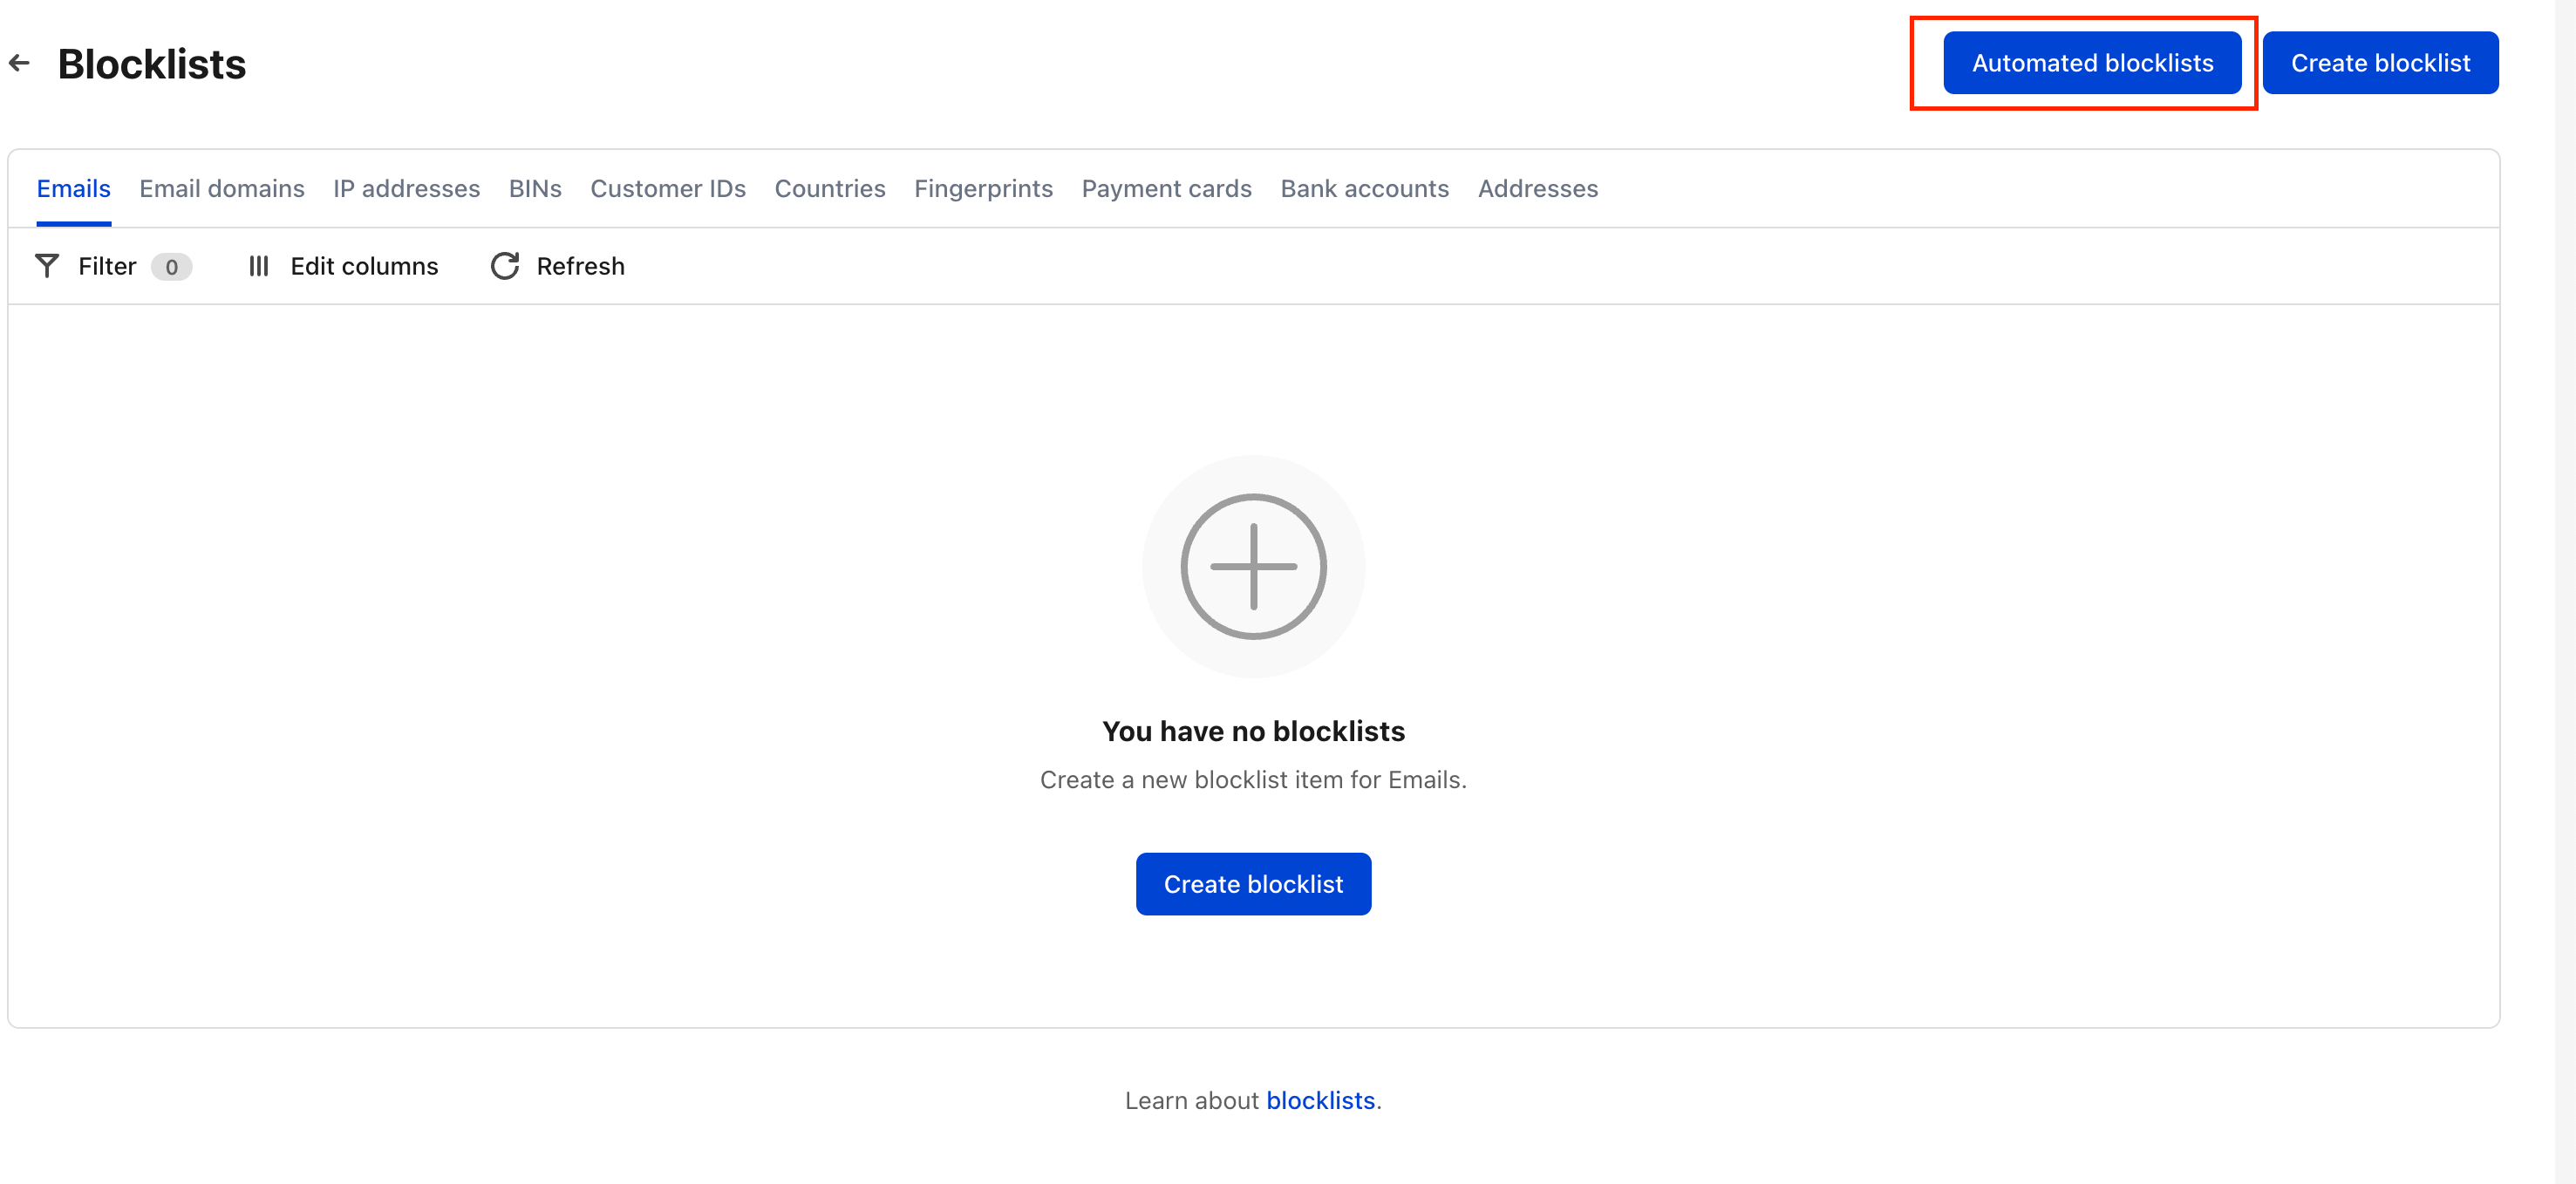 Blocklists
Automated blocklists
Create blocklist
Emails Email domains IP addresses BINs Customer IDs Countries Fingerprints Payment cards Bank accounts Addresses
Filter 0 Edit columns Refresh
You have no blocklists
Create a new blocklist item for Emails.
Create blocklist
Learn about blocklists.